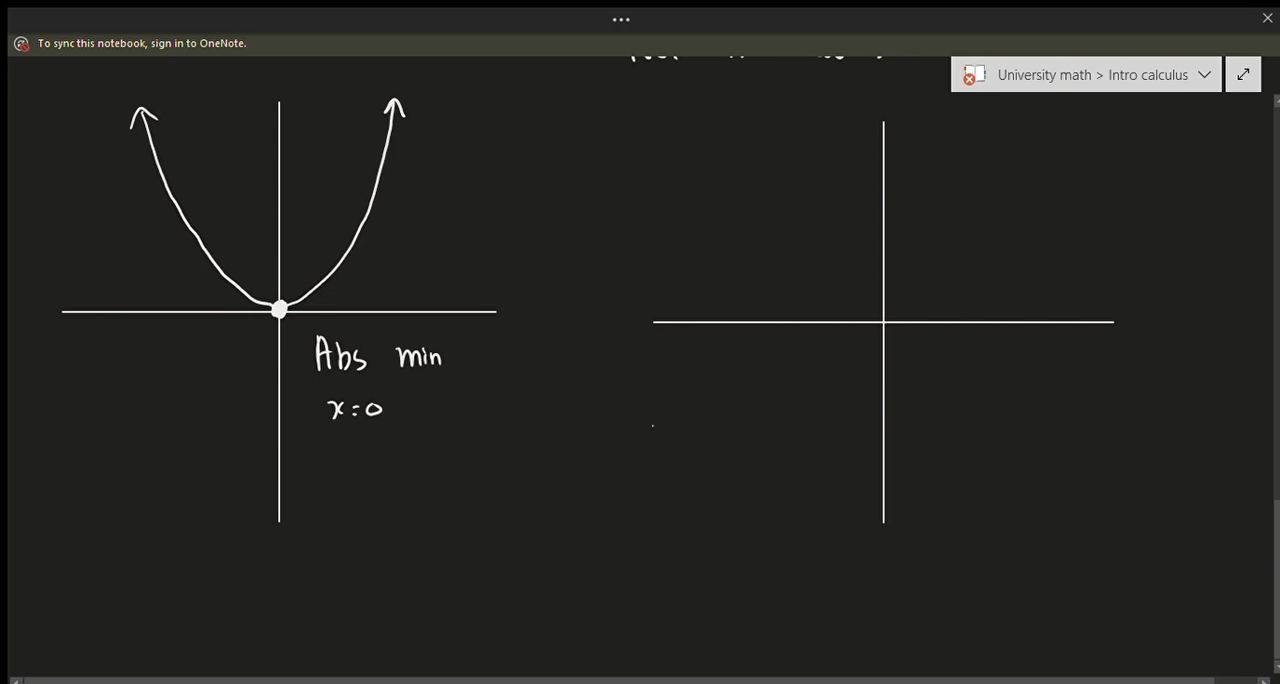 To sync this notebook, sign in to OneNote.
University math > Intro calculus
Abs min
x=0